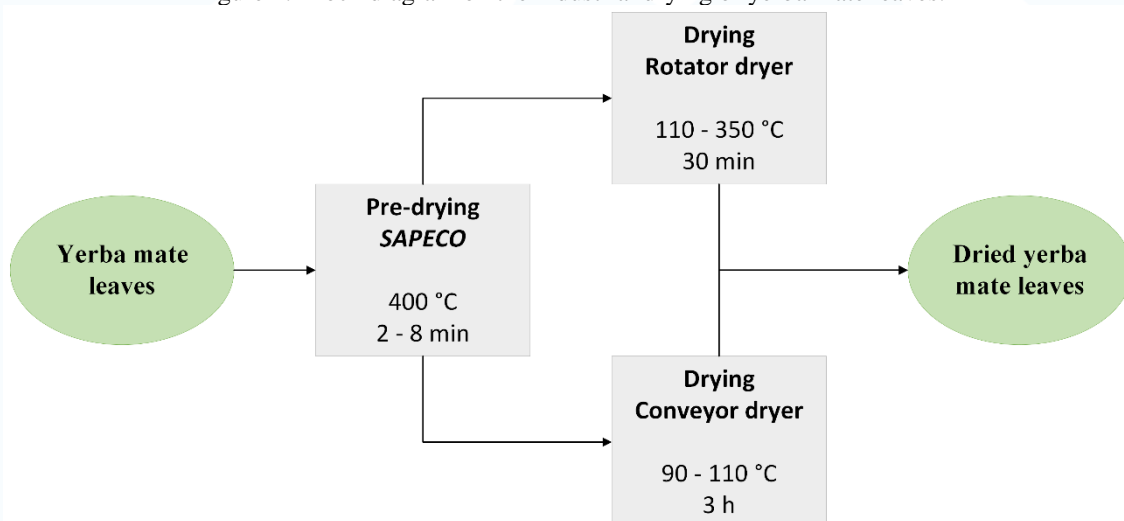 Yerba mate
leaves
Pre-drying
SAPECO
400 °C
2 - 8 min
Drying
Rotator dryer
110 - 350 °C
30 min
Drying
Conveyor dryer
90 - 110 °C
3 h
Dried yerba
mate leaves